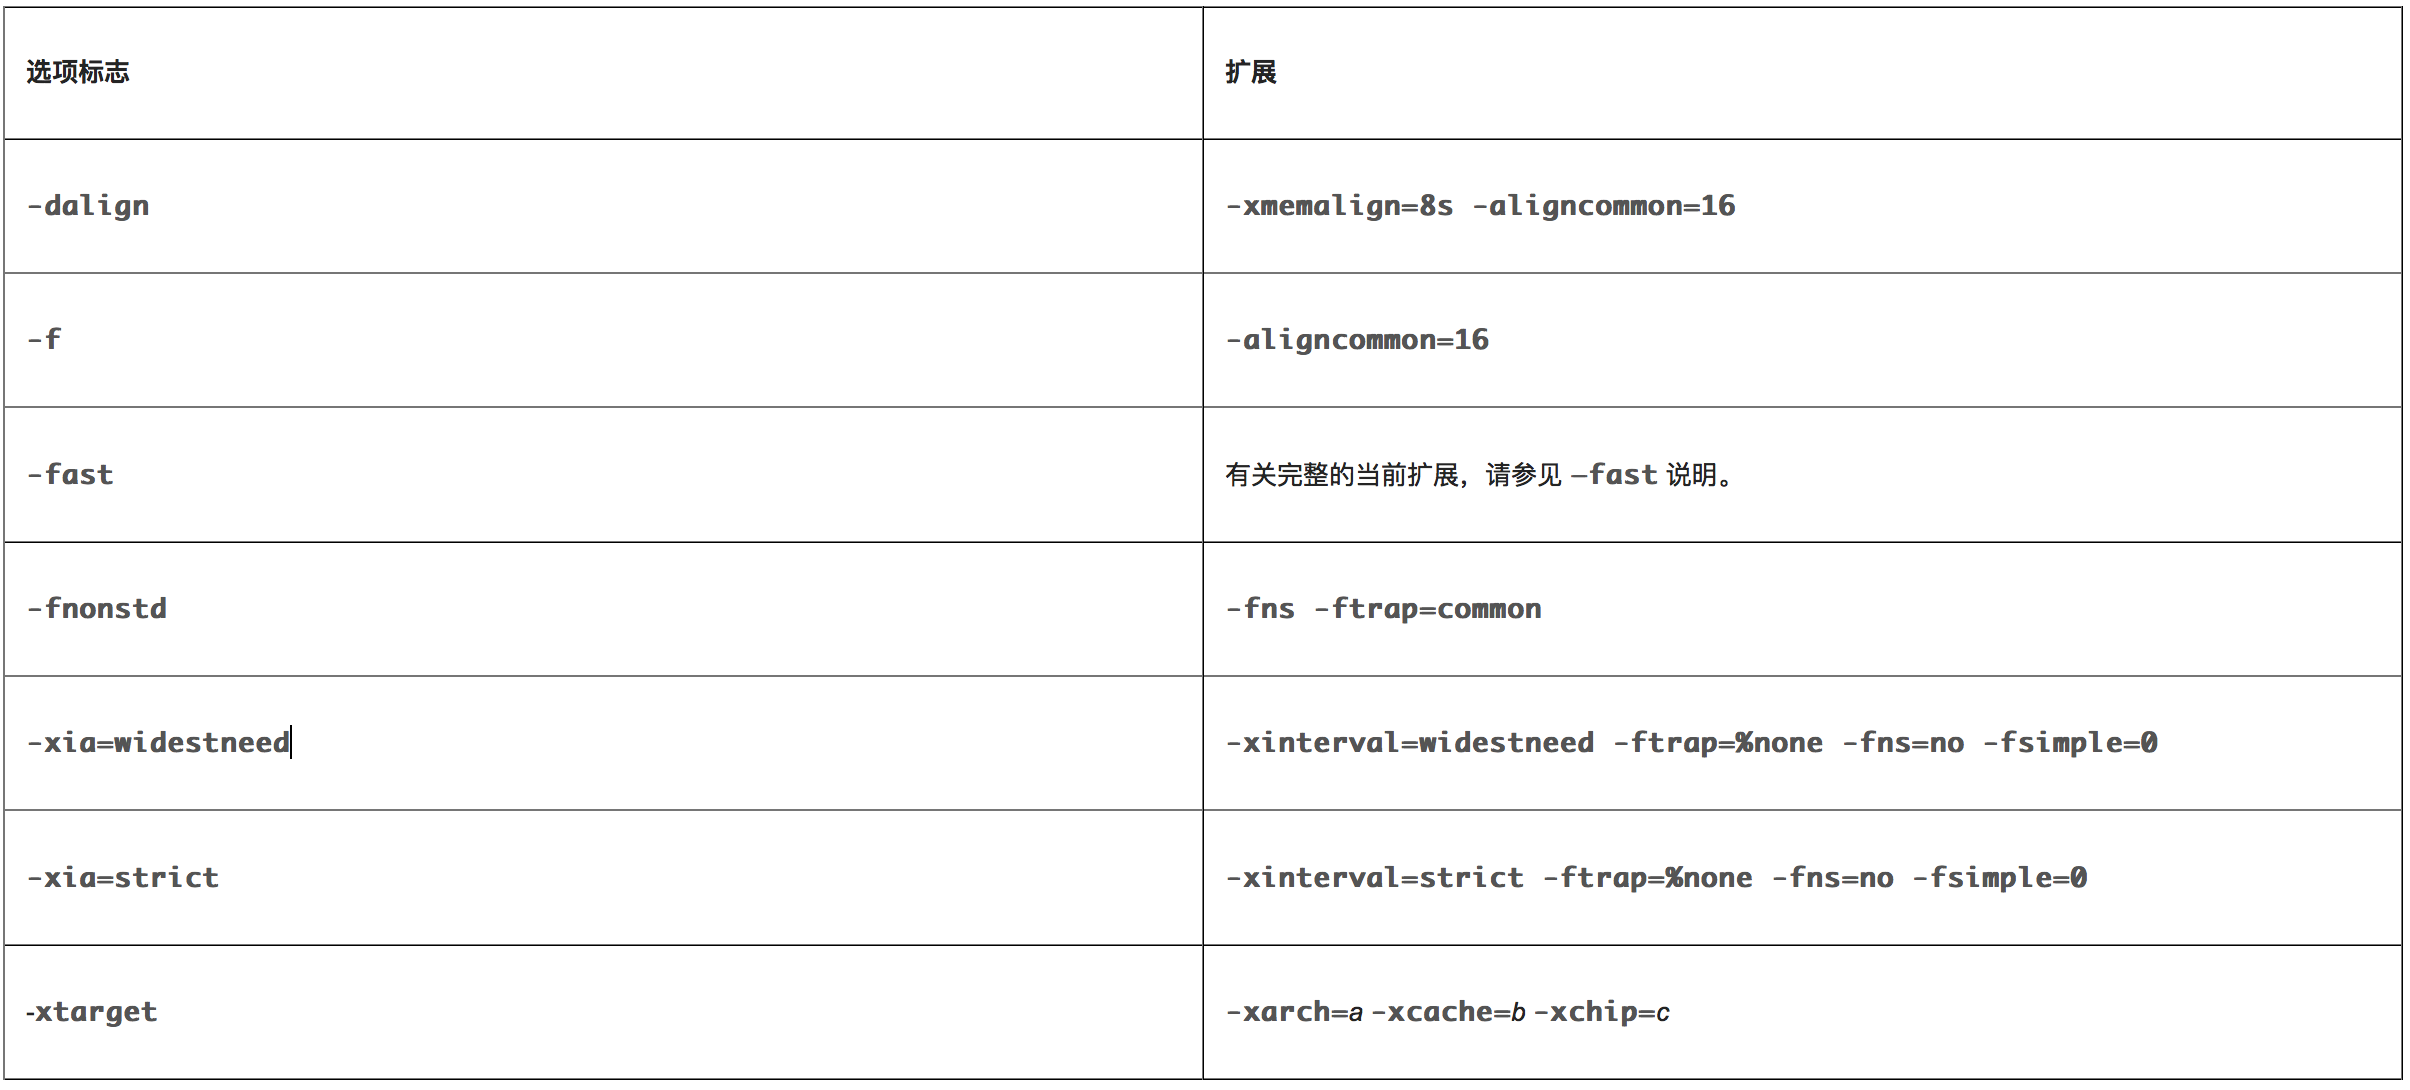 选项标志
扩展
-dalign
-xmemalign=8s -aligncommon=16
-f
-aligncommon=16
-fast
有关完整的当前扩展，请参见 –fast 说明。
-fnonstd
-fns -ftrap=common
-xia=widestneed
-xinterval=widestneed -ftrap=%none -fns=no -fsimple=0
-xia=strict
-xinterval=strict -ftrap=%none -fns=no -fsimple=0
-xtarget
-xarch=a -xcache=b -xchip=c